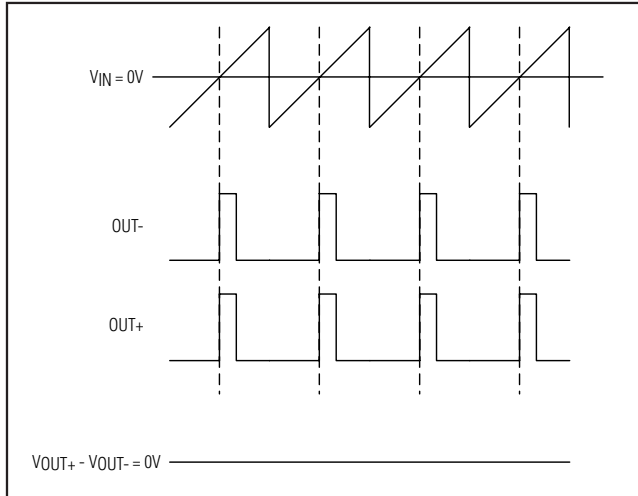 VIN = 0V
OUT-
OUT+
VOUT+ - VOUT- = 0V